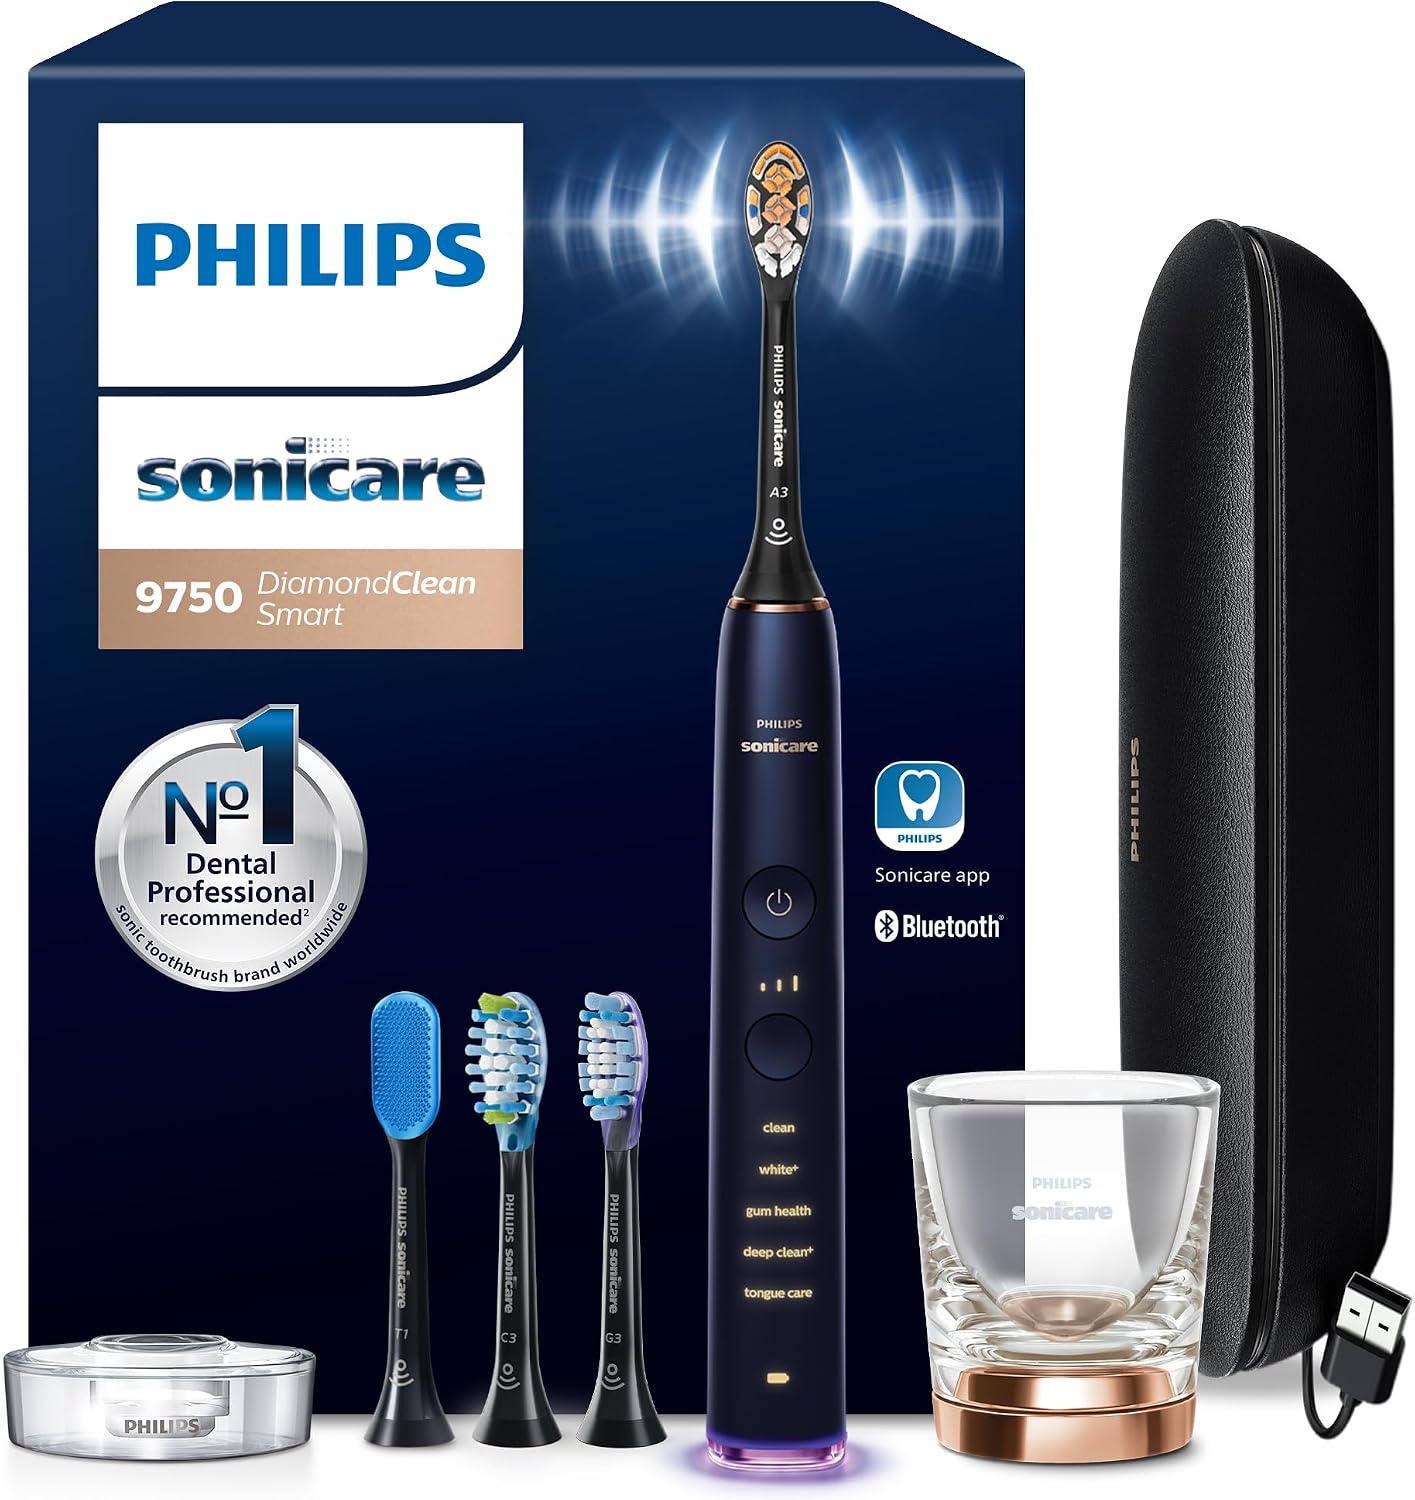 PHILIPS
sonicare
9750 DiamondClean
Smart
Nº1
Dental
Professional
recommended²
sonic toothbrush brand worldwide
PHILIPS sonicare
A3
PHILIPS
sonicare
PHILIPS
Sonicare app
Bluetooth®
clean
white+
gum health
deep clean+
tongue care
PHILIPS sonicare
T1
PHILIPS sonicare
C3
PHILIPS sonicare
G3
PHILIPS
PHILIPS
sonicare
PHILIPS